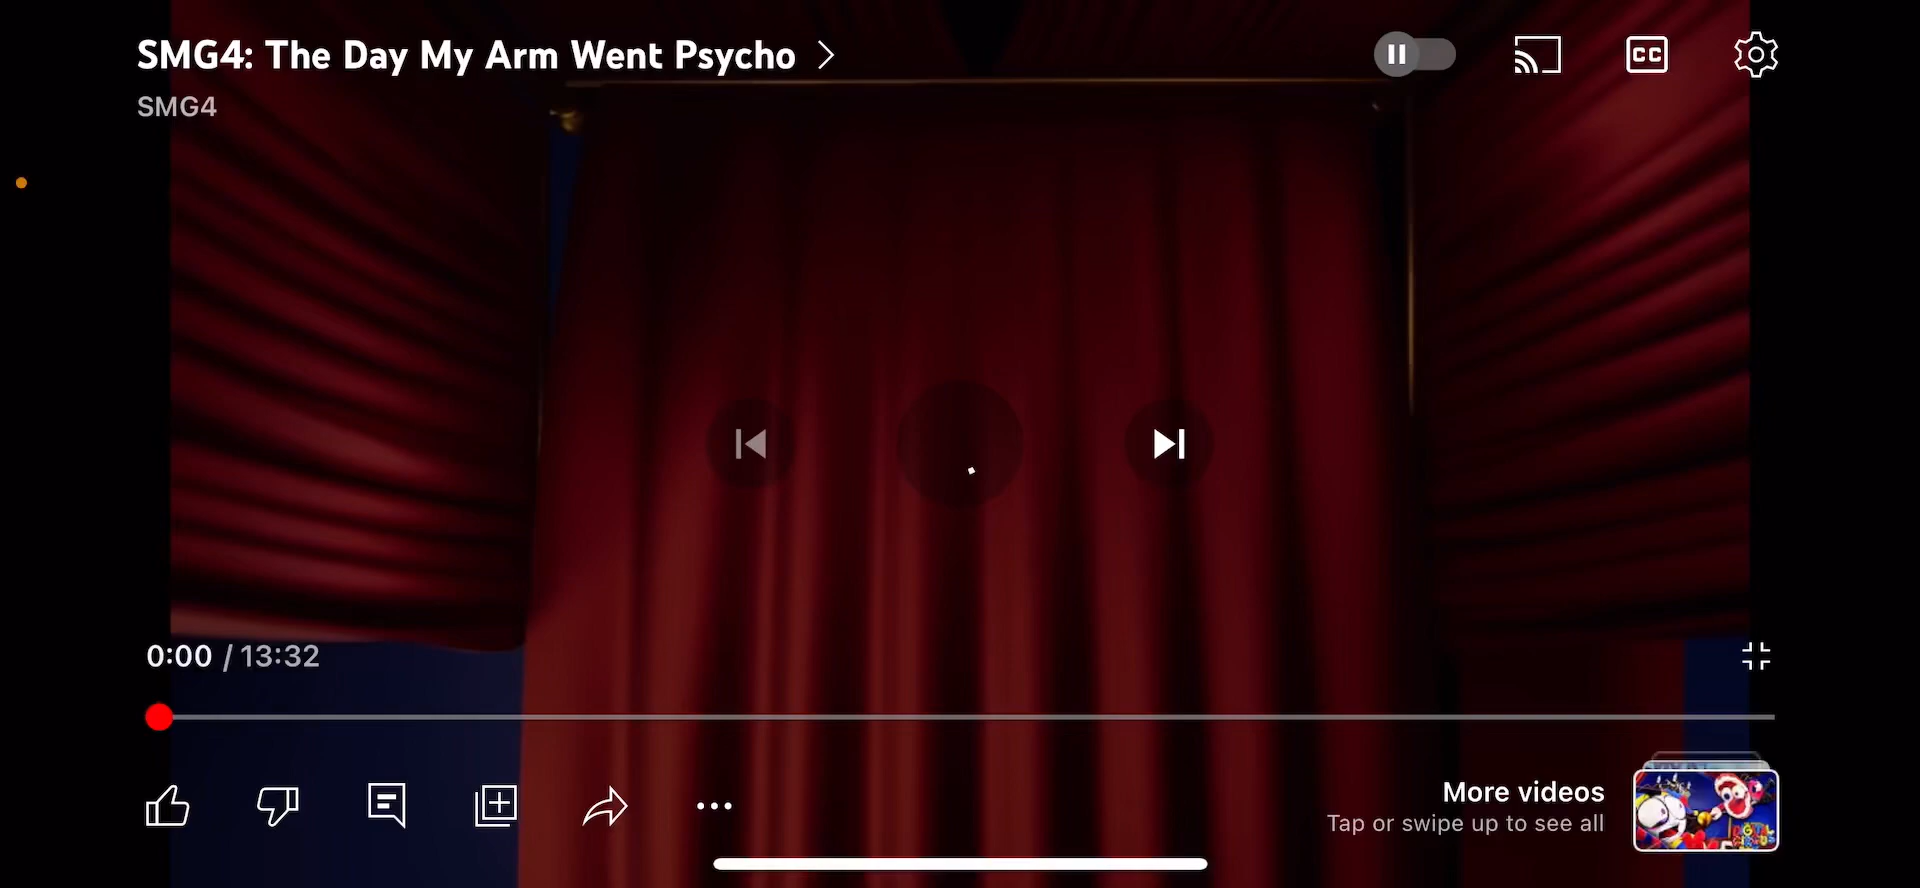 SMG4: The Day My Arm Went Psycho
SMG4
CC
0:00 / 13:32
More videos
Tap or swipe up to see all